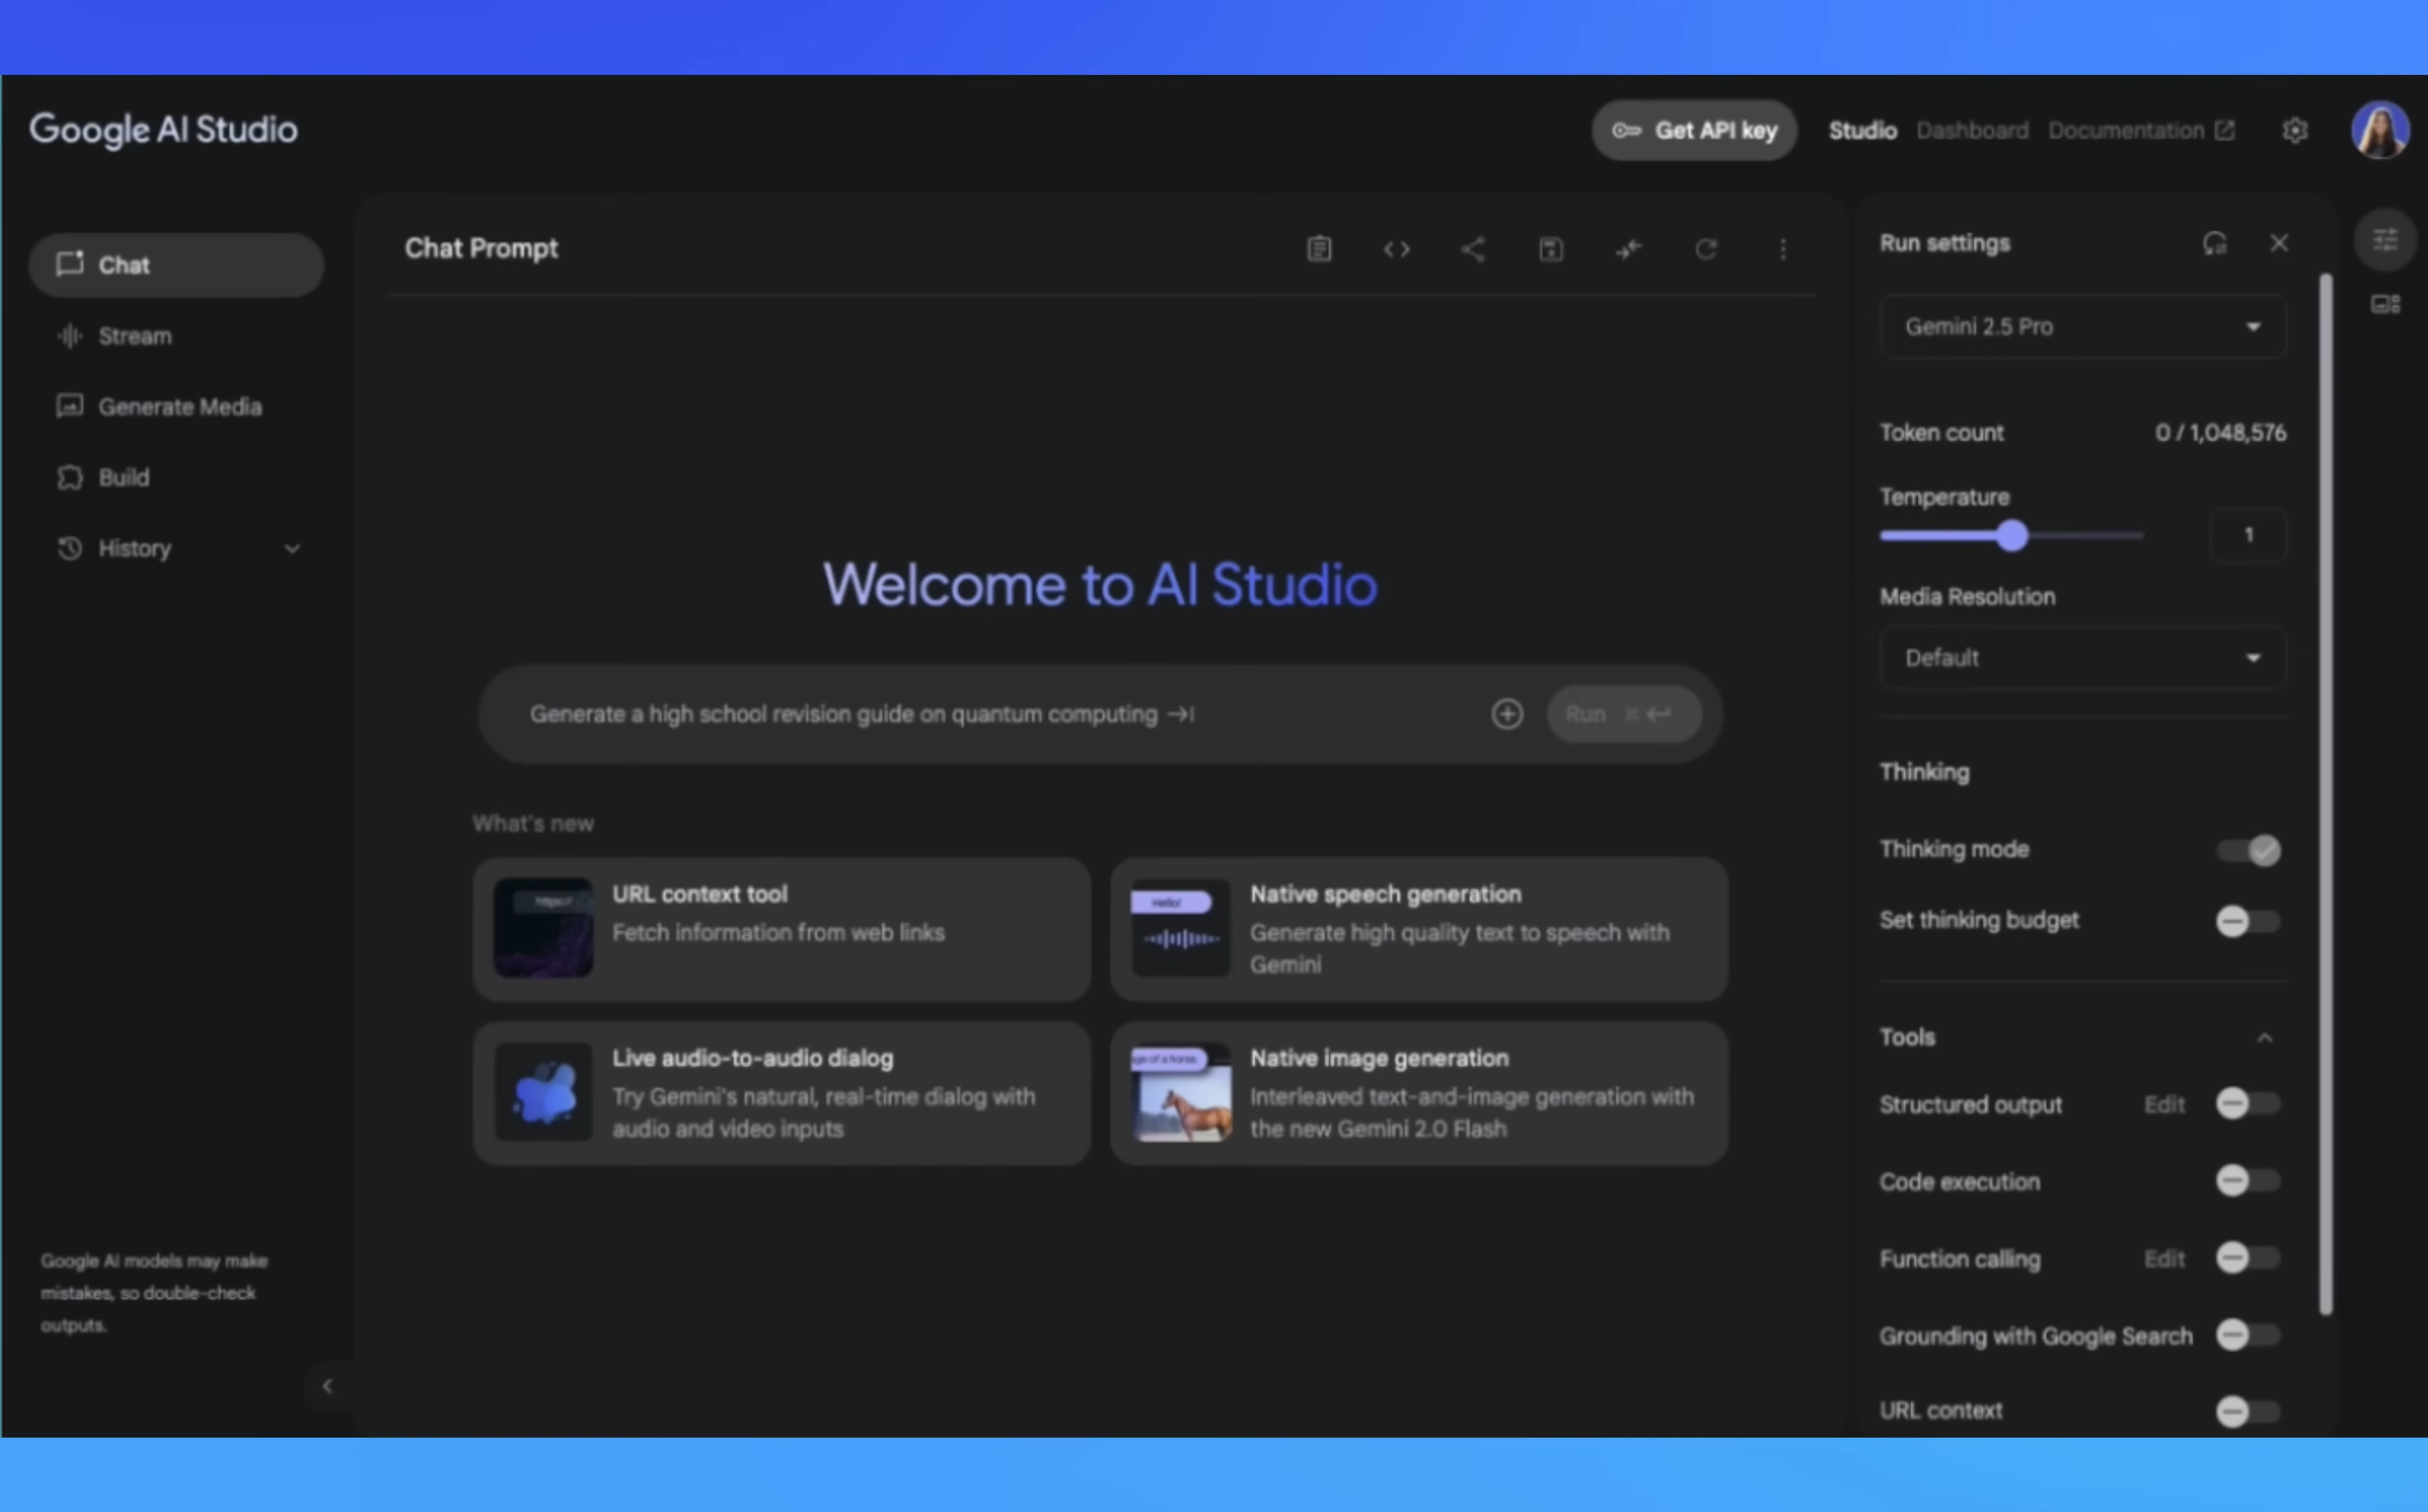 Google AI Studio
Get API key
Studio
Dashboard
Documentation
Chat
Stream
Generate Media
Build
History
Google AI models may make
mistakes, so double-check
outputs.
Chat Prompt
Welcome to AI Studio
Generate a high school revision guide on quantum computing
Run
What's new
https://
URL context tool
Fetch information from web links
Hello!
Native speech generation
Generate high quality text to speech with
Gemini
Live audio-to-audio dialog
Try Gemini's natural, real-time dialog with
audio and video inputs
of a horse.
Native image generation
Interleaved text-and-image generation with
the new Gemini 2.0 Flash
Run settings
Gemini 2.5 Pro
Token count 0 / 1,048,576
Temperature
1
Media Resolution
Default
Thinking
Thinking mode
Set thinking budget
Tools
Structured output Edit
Code execution
Function calling Edit
Grounding with Google Search
URL context